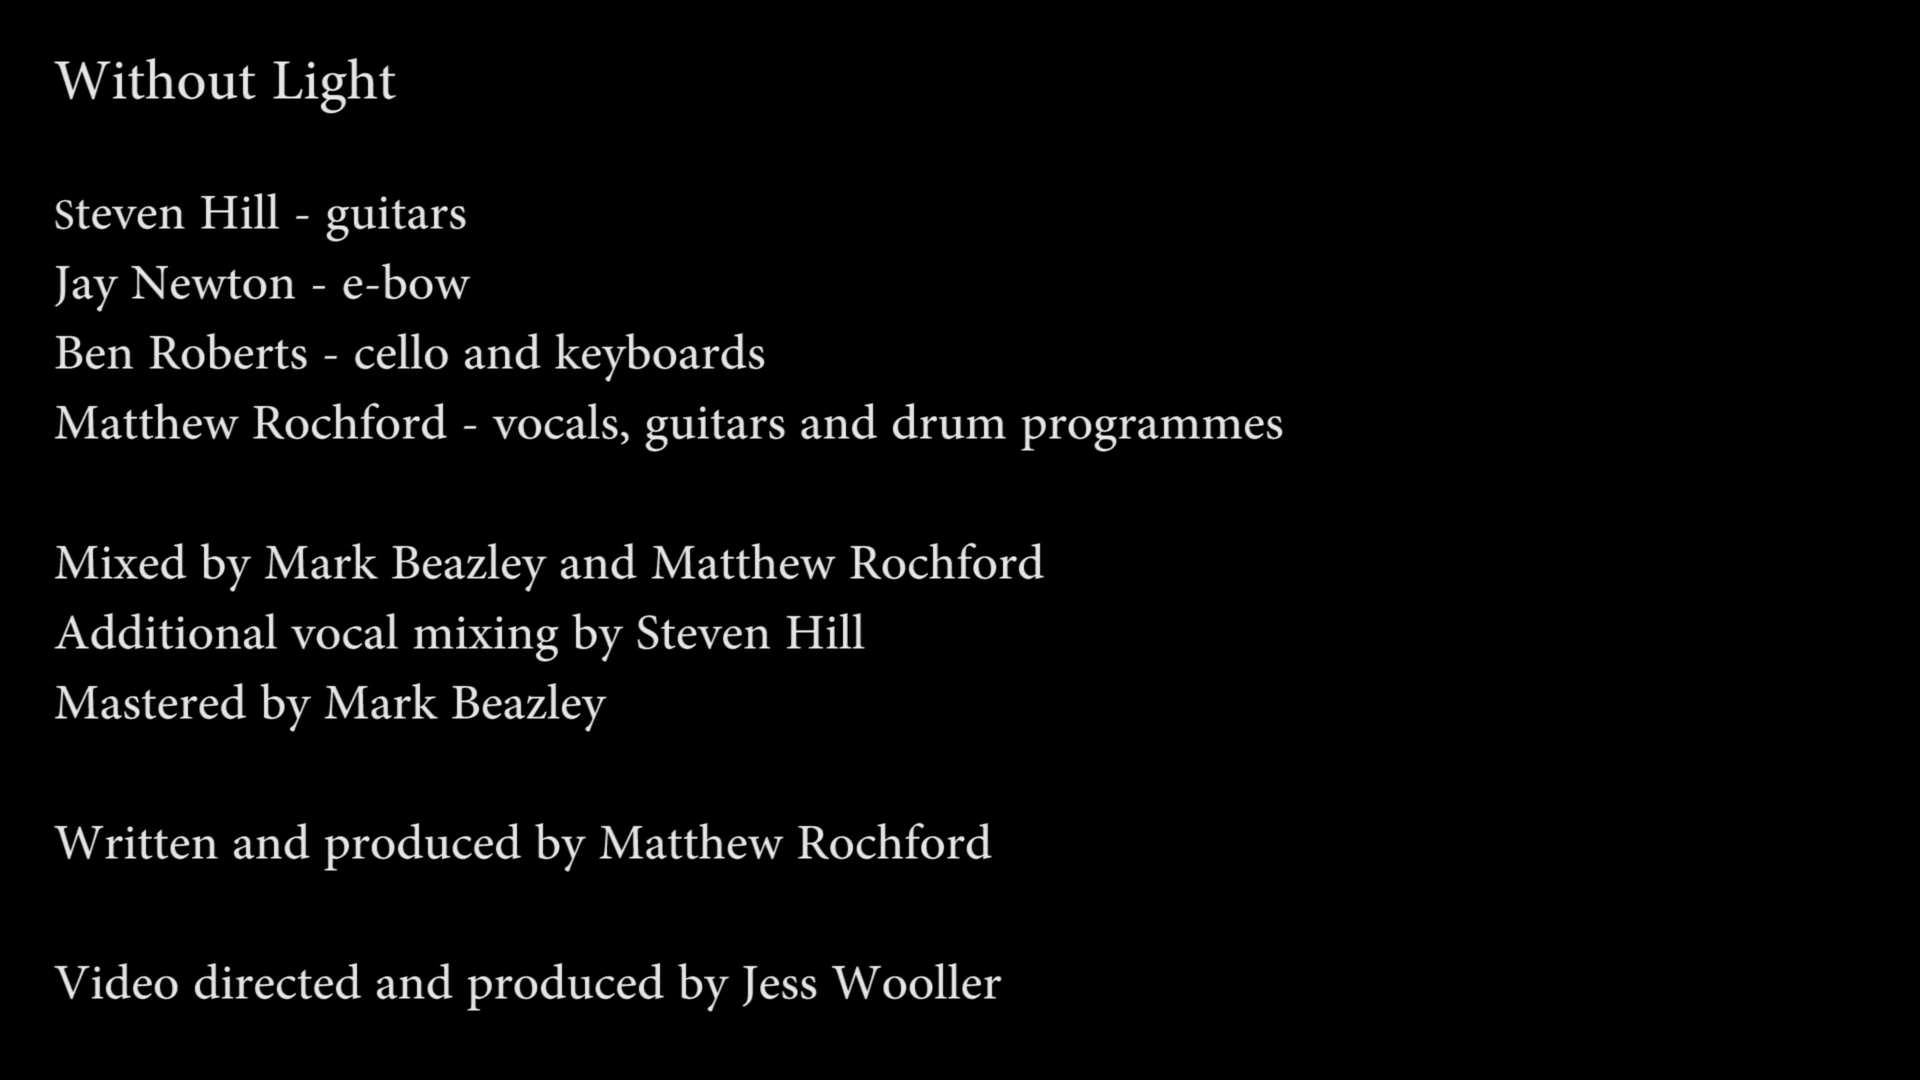 Without Light
Steven Hill - guitars
Jay Newton - e-bow
Ben Roberts - cello and keyboards
Matthew Rochford - vocals, guitars and drum programmes
Mixed by Mark Beazley and Matthew Rochford
Additional vocal mixing by Steven Hill
Mastered by Mark Beazley
Written and produced by Matthew Rochford
Video directed and produced by Jess Wooller